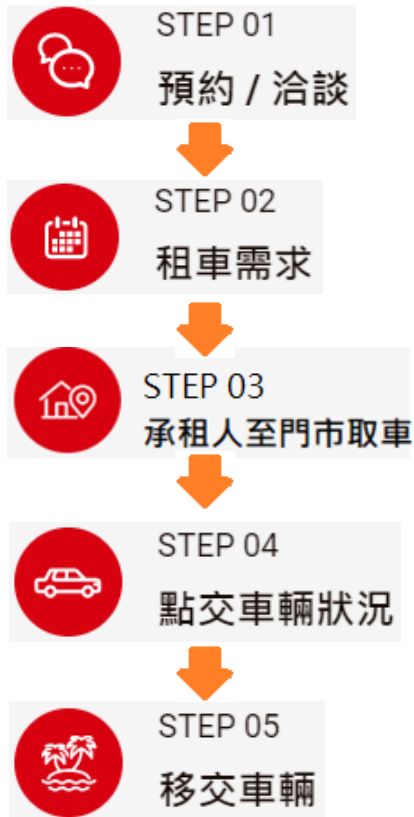 STEP 01
預約 / 洽談
STEP 02
租車需求
STEP 03
承租人至門市取車
STEP 04
點交車輛狀況
STEP 05
移交車輛